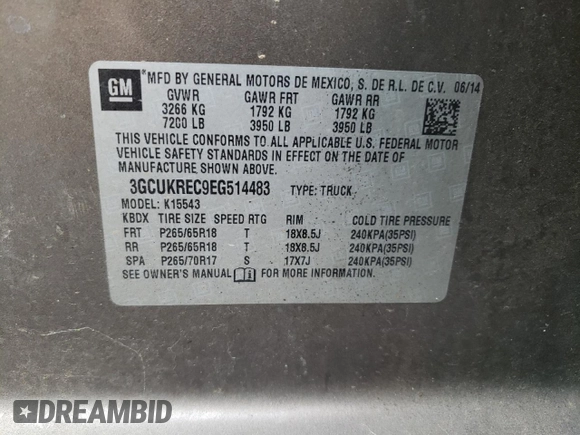 GM
*MFD BY GENERAL MOTORS DE MEXICO, S. DE R.L. DE C.V. 06/14
GVWR GAWR FRT GAWR RR
3266 KG 1792 KG 1792 KG
7200 LB 3950 LB 3950 LB
THIS VEHICLE CONFORMS TO ALL APPLICABLE U.S. FEDERAL MOTOR
VEHICLE SAFETY STANDARDS IN EFFECT ON THE DATE OF
MANUFACTURE SHOWN ABOVE.
3GCUKREC9EG514483 TYPE: TRUCK
MODEL: K15543
KBDX TIRE SIZE SPEED RTG RIM COLD TIRE PRESSURE
FRT P265/65R18 T 18X8.5J 240KPA(35PSI)
RR P265/65R18 T 18X8.5J 240KPA(35PSI)
SPA P265/70R17 S 17X7J 240KPA(35PSI)
SEE OWNER'S MANUAL FOR MORE INFORMATION.
DREAMBID